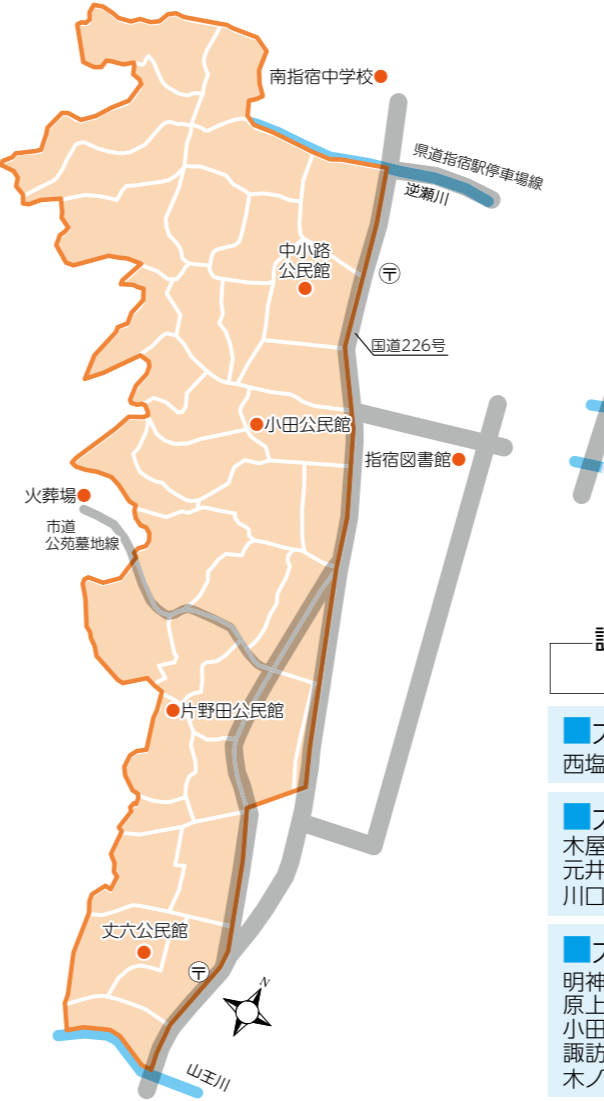 南指宿中学校
県道指宿駅停車場線
逆瀬川
中小路
公民館
〒
国道226号
小田公民館
指宿図書館
火葬場
市道
公苑墓地線
片野田公民館
西塩
木屋
元井
川口
丈六公民館
〒
N
明神
原上
小田
諏訪
木ノ
山王川